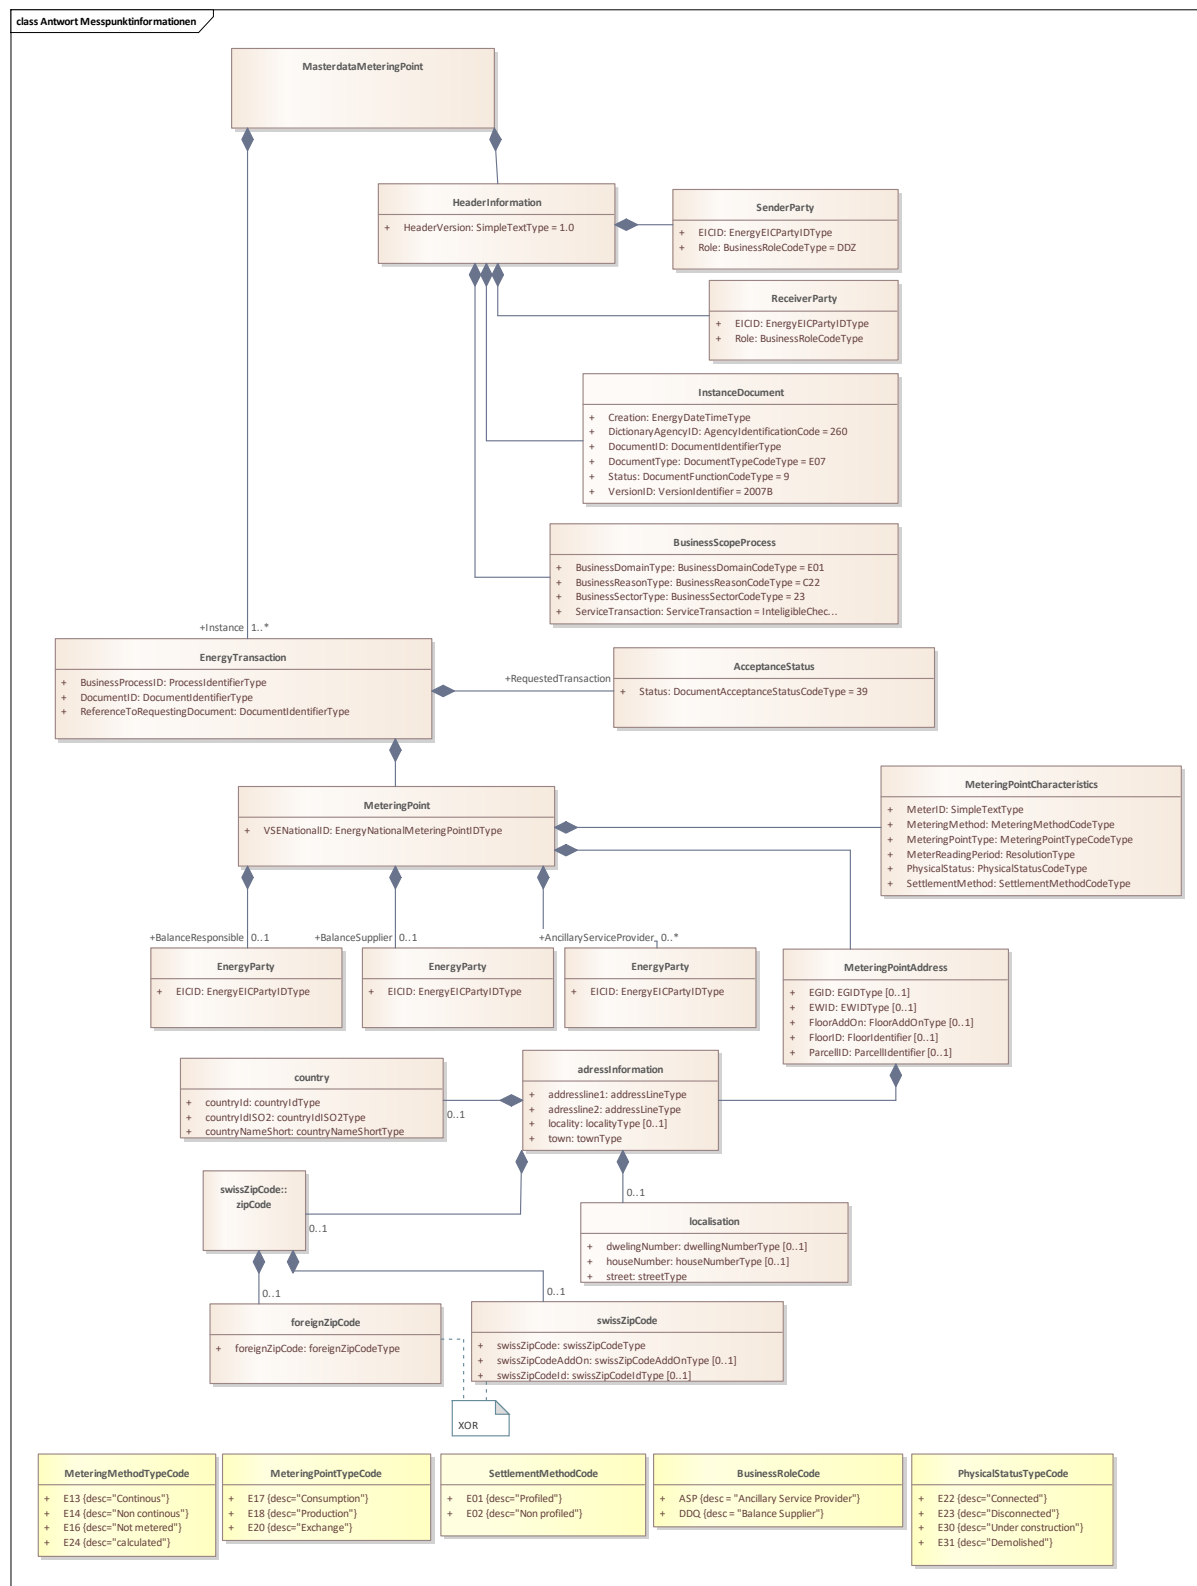 class Antwort Messpunktinformationen
MasterdataMeteringPoint
HeaderInformation
+ HeaderVersion: SimpleTextType = 1.0
SenderParty
+ EICID: EnergyEICPartyIDType
+ Role: BusinessRoleCodeType = DDZ
ReceiverParty
+ EICID: EnergyEICPartyIDType
+ Role: BusinessRoleCodeType
InstanceDocument
+ Creation: EnergyDateTimeType
+ DictionaryAgencyID: AgencyIdentificationCode = 260
+ DocumentID: DocumentIdentifierType
+ DocumentType: DocumentTypeCodeType = E07
+ Status: DocumentFunctionCodeType = 9
+ VersionID: VersionIdentifier = 2007B
BusinessScopeProcess
+ BusinessDomainType: BusinessDomainCodeType = E01
+ BusinessReasonType: BusinessReasonCodeType = C22
+ BusinessSectorType: BusinessSectorCodeType = 23
+ ServiceTransaction: ServiceTransaction = InteligibleChec...
+Instance 1..*
EnergyTransaction
+ BusinessProcessID: ProcessIdentifierType
+ DocumentID: DocumentIdentifierType
+ ReferenceToRequestingDocument: DocumentIdentifierType
+RequestedTransaction
AcceptanceStatus
+ Status: DocumentAcceptanceStatusCodeType = 39
MeteringPoint
+ VSENationalID: EnergyNationalMeteringPointIDType
MeteringPointCharacteristics
+ MeterID: SimpleTextType
+ MeteringMethod: MeteringMethodCodeType
+ MeteringPointType: MeteringPointTypeCodeType
+ MeterReadingPeriod: ResolutionType
+ PhysicalStatus: PhysicalStatusCodeType
+ SettlementMethod: SettlementMethodCodeType
+BalanceResponsible 0..1
+BalanceSupplier 0..1
+AncillaryServiceProvider 0..*
EnergyParty
+ EICID: EnergyEICPartyIDType
EnergyParty
+ EICID: EnergyEICPartyIDType
EnergyParty
+ EICID: EnergyEICPartyIDType
MeteringPointAddress
+ EGID: EGIDType [0..1]
+ EWID: EWIDType [0..1]
+ FloorAddOn: FloorAddOnType [0..1]
+ FloorID: FloorIdentifier [0..1]
+ ParcellID: ParcellIdentifier [0..1]
country
+ countryId: countryIdType
+ countryIdISO2: countryIdISO2Type
+ countryNameShort: countryNameShortType
0..1
adressInformation
+ addressline1: addressLineType
+ adressline2: addressLineType
+ locality: localityType [0..1]
+ town: townType
swissZipCode::
zipCode
0..1
0..1
localisation
+ dwelingNumber: dwellingNumberType [0..1]
+ houseNumber: houseNumberType [0..1]
+ street: streetType
0..1
0..1
foreignZipCode
+ foreignZipCode: foreignZipCodeType
swissZipCode
+ swissZipCode: swissZipCodeType
+ swissZipCodeAddOn: swissZipCodeAddOnType [0..1]
+ swissZipCodeId: swissZipCodeIdType [0..1]
XOR
MeteringMethodTypeCode
+ E13 {desc="Continous"}
+ E14 {desc="Non continous"}
+ E16 {desc="Not metered"}
+ E24 {desc="calculated"}
MeteringPointTypeCode
+ E17 {desc="Consumption"}
+ E18 {desc="Production"}
+ E20 {desc="Exchange"}
SettlementMethodCode
+ E01 {desc="Profiled"}
+ E02 {desc="Non profiled"}
BusinessRoleCode
+ ASP {desc = "Ancillary Service Provider"}
+ DDQ {desc = "Balance Supplier"}
PhysicalStatusTypeCode
+ E22 {desc="Connected"}
+ E23 {desc="Disconnected"}
+ E30 {desc="Under construction"}
+ E31 {desc="Demolished"}